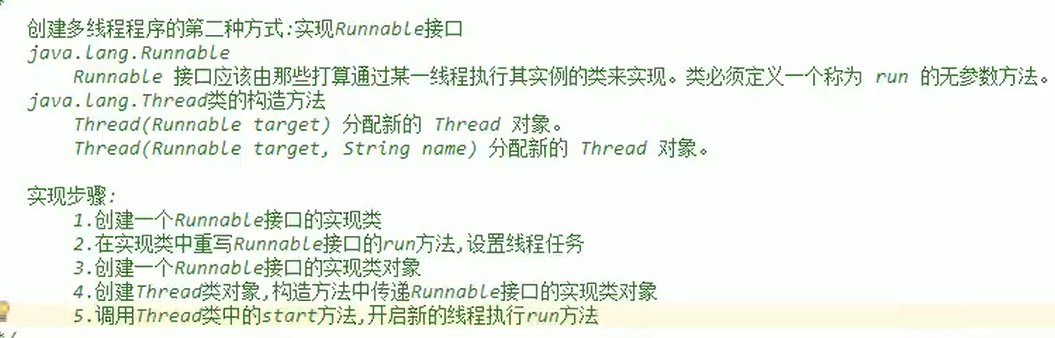 *
创建多线程程序的第二种方式:实现Runnable接口
java.lang.Runnable
Runnable 接口应该由那些打算通过某一线程执行其实例的类来实现。类必须定义一个称为 run 的无参数方法。
java.lang.Thread类的构造方法
Thread(Runnable target) 分配新的 Thread 对象。
Thread(Runnable target, String name) 分配新的 Thread 对象。
实现步骤:
1.创建一个Runnable接口的实现类
2.在实现类中重写Runnable接口的run方法,设置线程任务
3.创建一个Runnable接口的实现类对象
4.创建Thread类对象,构造方法中传递Runnable接口的实现类对象
5.调用Thread类中的start方法,开启新的线程执行run方法
*/